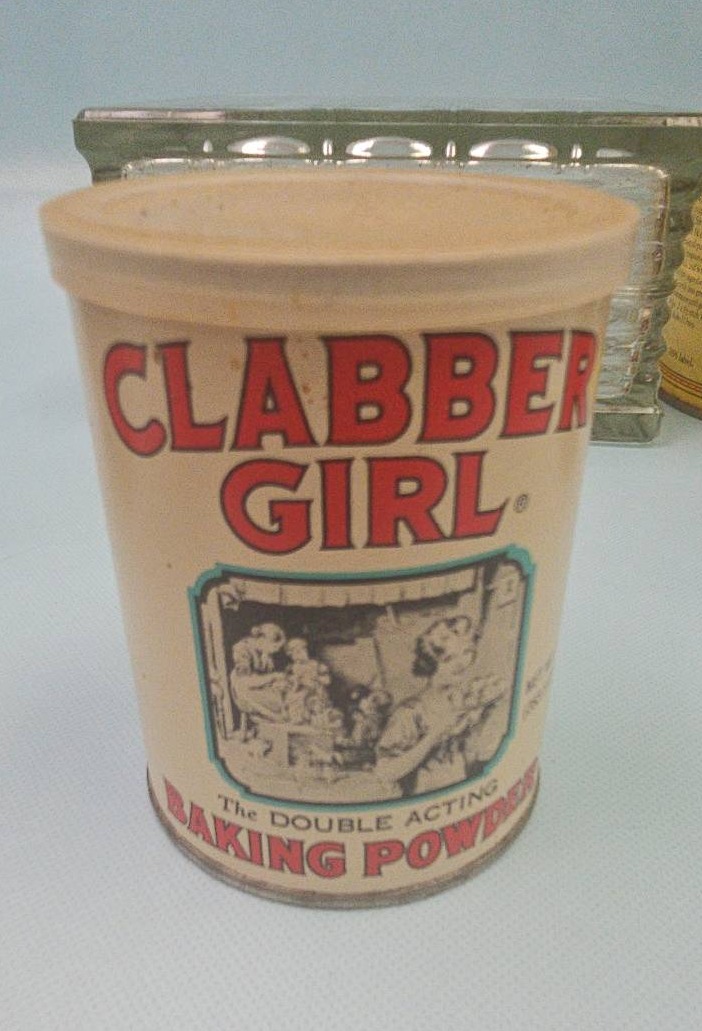 CLABBER
GIRL®
The DOUBLE ACTING
BAKING POWDER